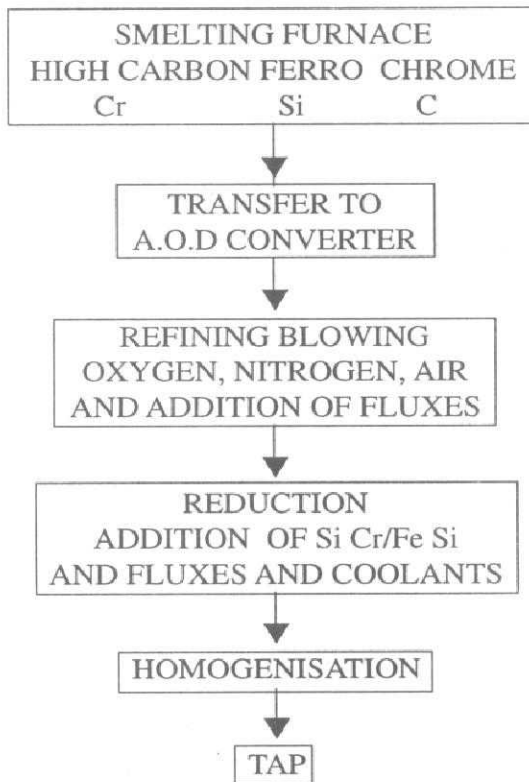 SMELTING FURNACE
HIGH CARBON FERRO CHROME
Cr Si C
TRANSFER TO
A.O.D CONVERTER
REFINING BLOWING
OXYGEN, NITROGEN, AIR
AND ADDITION OF FLUXES
REDUCTION
ADDITION OF Si Cr/Fe Si
AND FLUXES AND COOLANTS
HOMOGENISATION
TAP